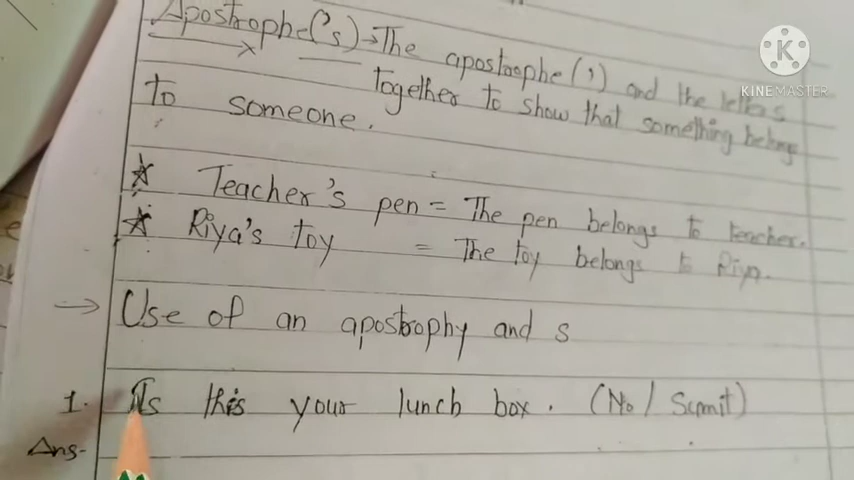 Apostrophe('s) → The apostrophe (') and the letter s
together to show that something belongs
to someone.
Teacher's pen = The pen belongs to teacher.
Riya's toy = The toy belongs to Riya.
→ Use of an apostrophy and s
1. Is this your lunch box. (No / Sumit)
Ans-
K
KINEMASTER